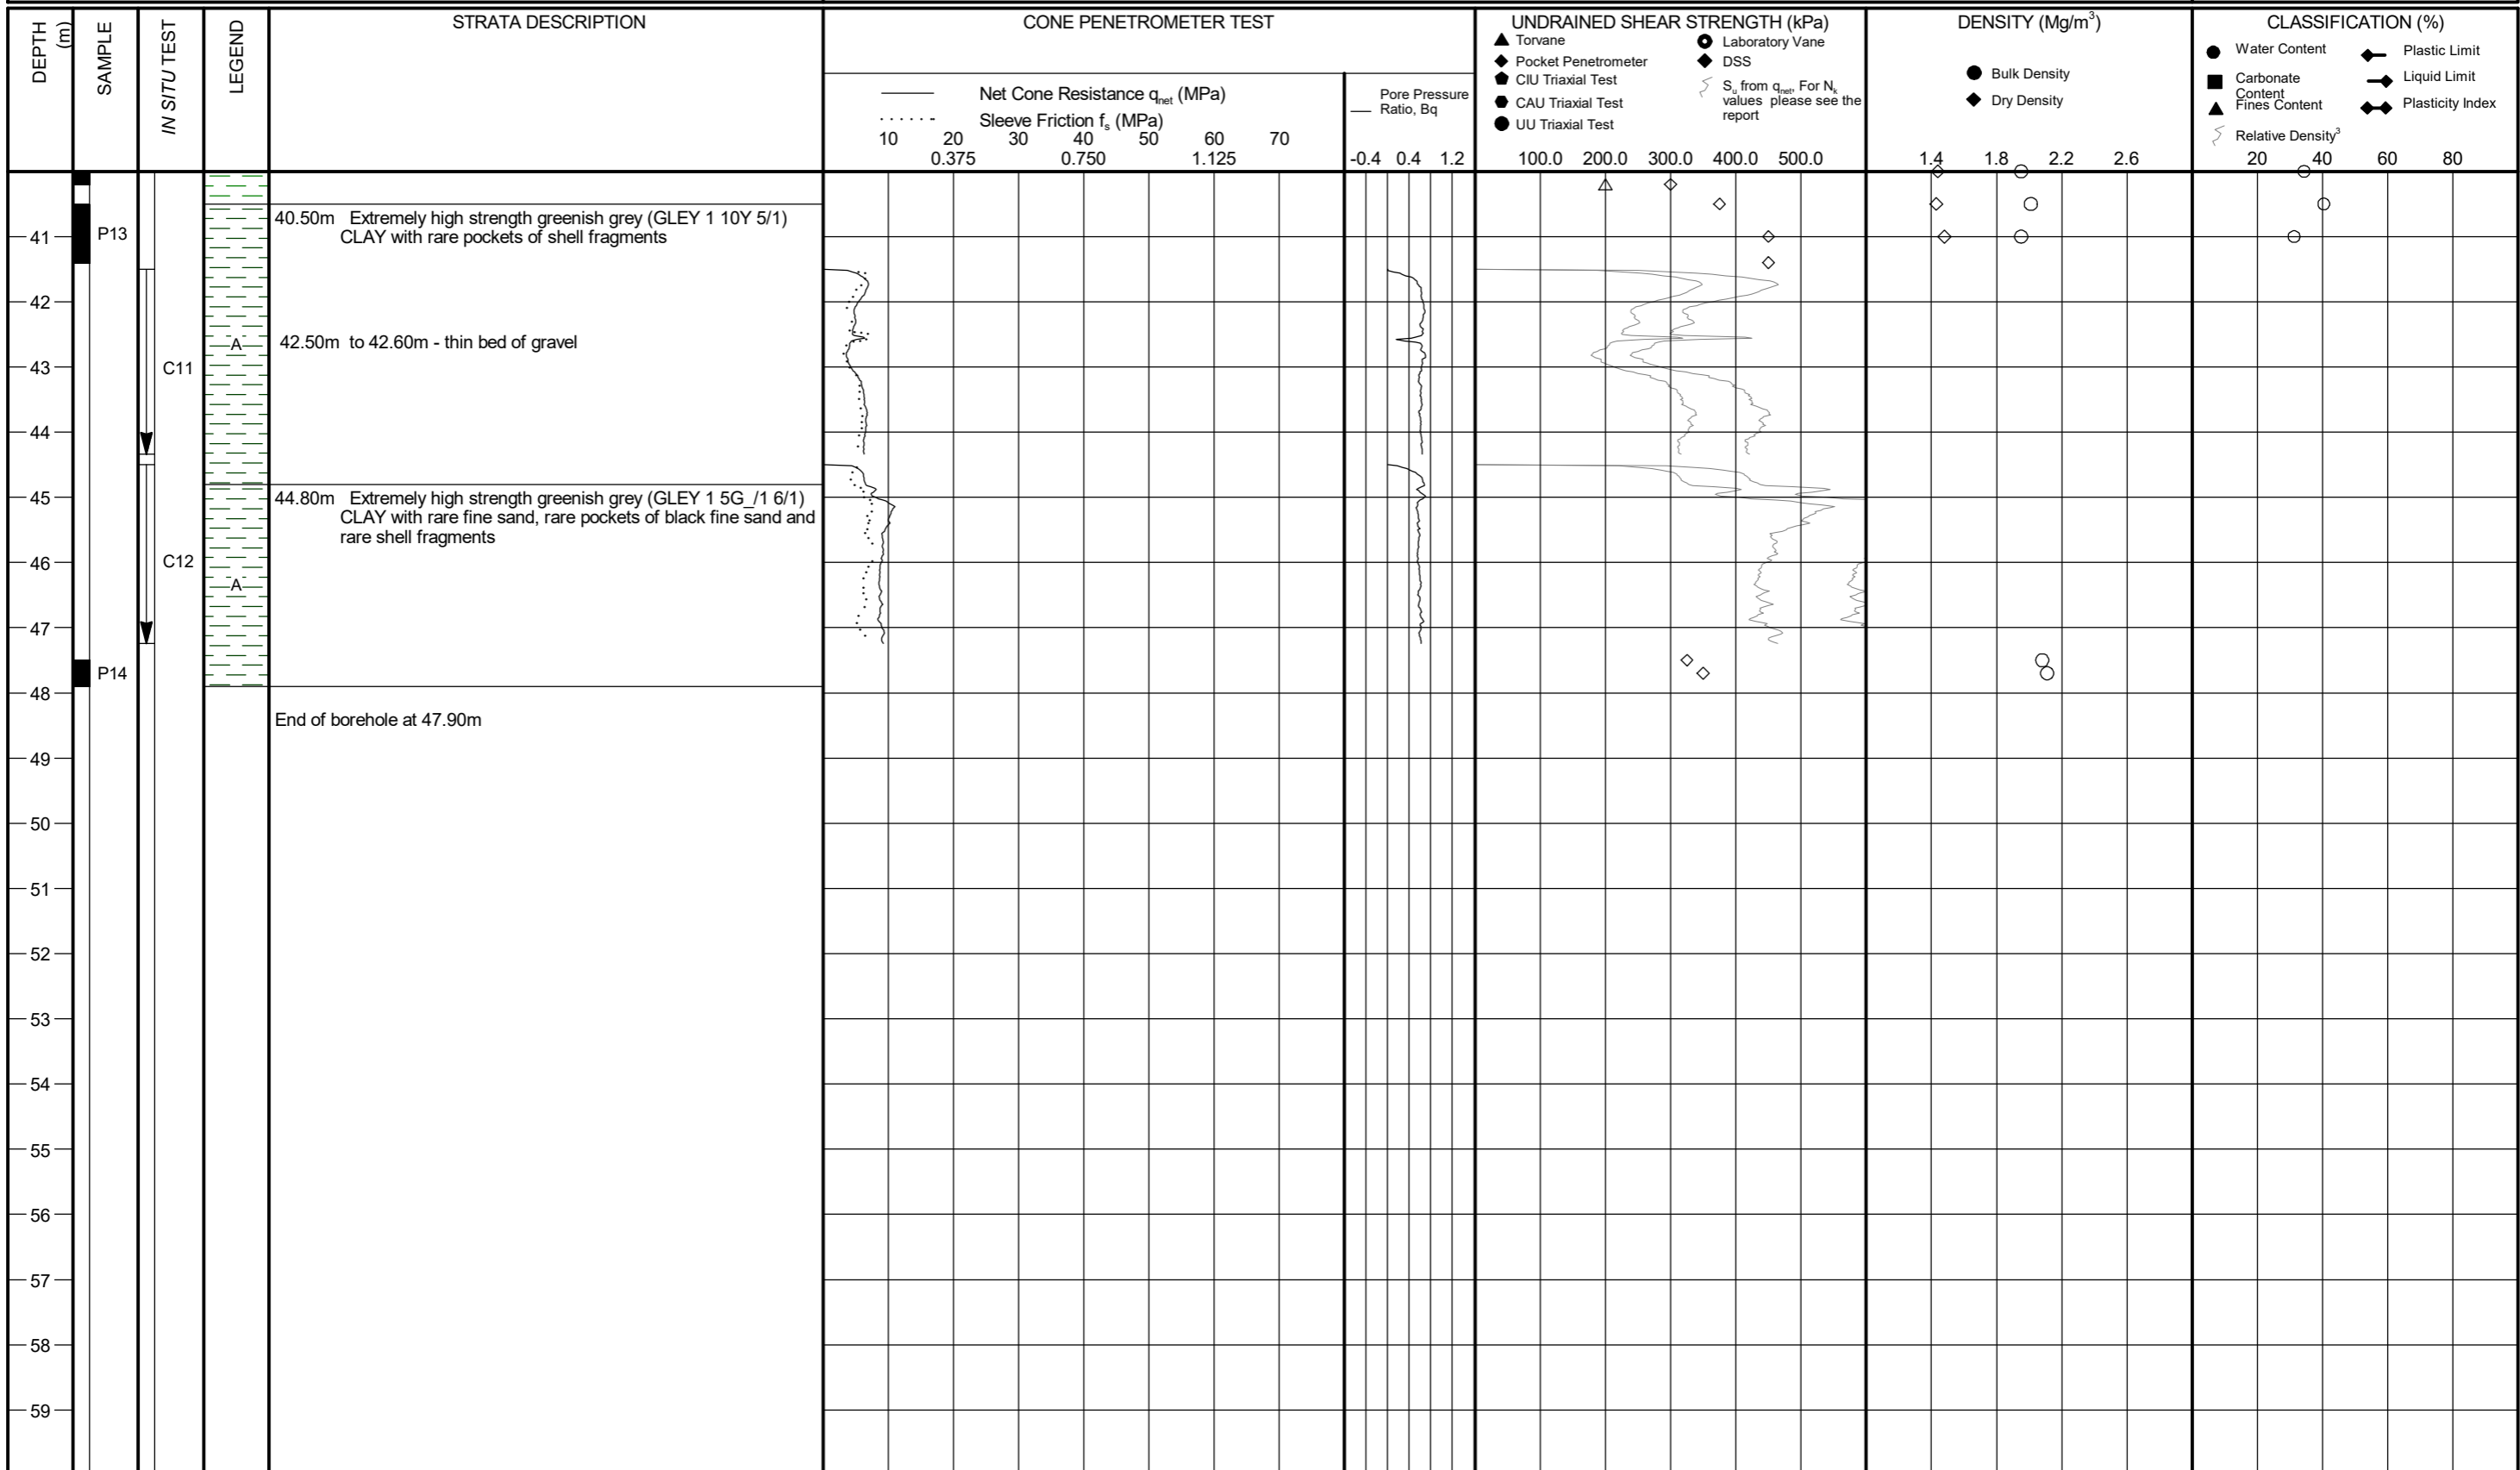 DEPTH (m)
SAMPLE
IN SITU TEST
LEGEND
STRATA DESCRIPTION
CONE PENETROMETER TEST
Net Cone Resistance qnet (MPa)
Sleeve Friction fs (MPa)
10 20 30 40 50 60 70
0.375 0.750 1.125
Pore Pressure
Ratio, Bq
-0.4 0.4 1.2
UNDRAINED SHEAR STRENGTH (kPa)
Torvane
Pocket Penetrometer
CIU Triaxial Test
CAU Triaxial Test
UU Triaxial Test
Laboratory Vane
DSS
Su from qnet, For Nk
values please see the
report
100.0 200.0 300.0 400.0 500.0
DENSITY (Mg/m3)
Bulk Density
Dry Density
1.4 1.8 2.2 2.6
CLASSIFICATION (%)
Water Content
Carbonate
Content
Fines Content
Relative Density3
Plastic Limit
Liquid Limit
Plasticity Index
20 40 60 80
40.50m Extremely high strength greenish grey (GLEY 1 10Y 5/1)
CLAY with rare pockets of shell fragments
41
P13
42
42.50m to 42.60m - thin bed of gravel
A
43
C11
44
44.80m Extremely high strength greenish grey (GLEY 1 5G_/1 6/1)
CLAY with rare fine sand, rare pockets of black fine sand and
rare shell fragments
45
46
C12
A
47
P14
48
End of borehole at 47.90m
49
50
51
52
53
54
55
56
57
58
59